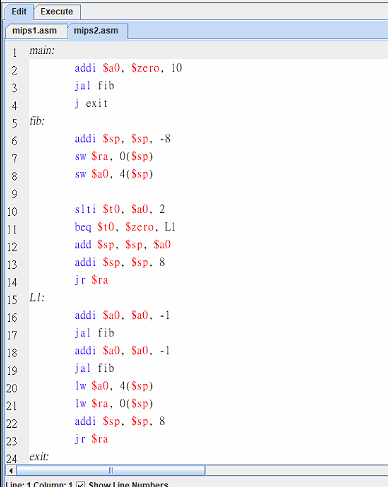 Edit Execute
mips1.asm mips2.asm
1 main:
2 addi $a0, $zero, 10
3 jal fib
4 j exit
5 fib:
6 addi $sp, $sp, -8
7 sw $ra, 0($sp)
8 sw $a0, 4($sp)
9
10 slti $t0, $a0, 2
11 beq $t0, $zero, L1
12 add $sp, $sp, $a0
13 addi $sp, $sp, 8
14 jr $ra
15 L1:
16 addi $a0, $a0, -1
17 jal fib
18 addi $a0, $a0, -1
19 jal fib
20 lw $a0, 4($sp)
21 lw $ra, 0($sp)
22 addi $sp, $sp, 8
23 jr $ra
24 exit:
Line: 1 Column: 1 Show Line Numbers